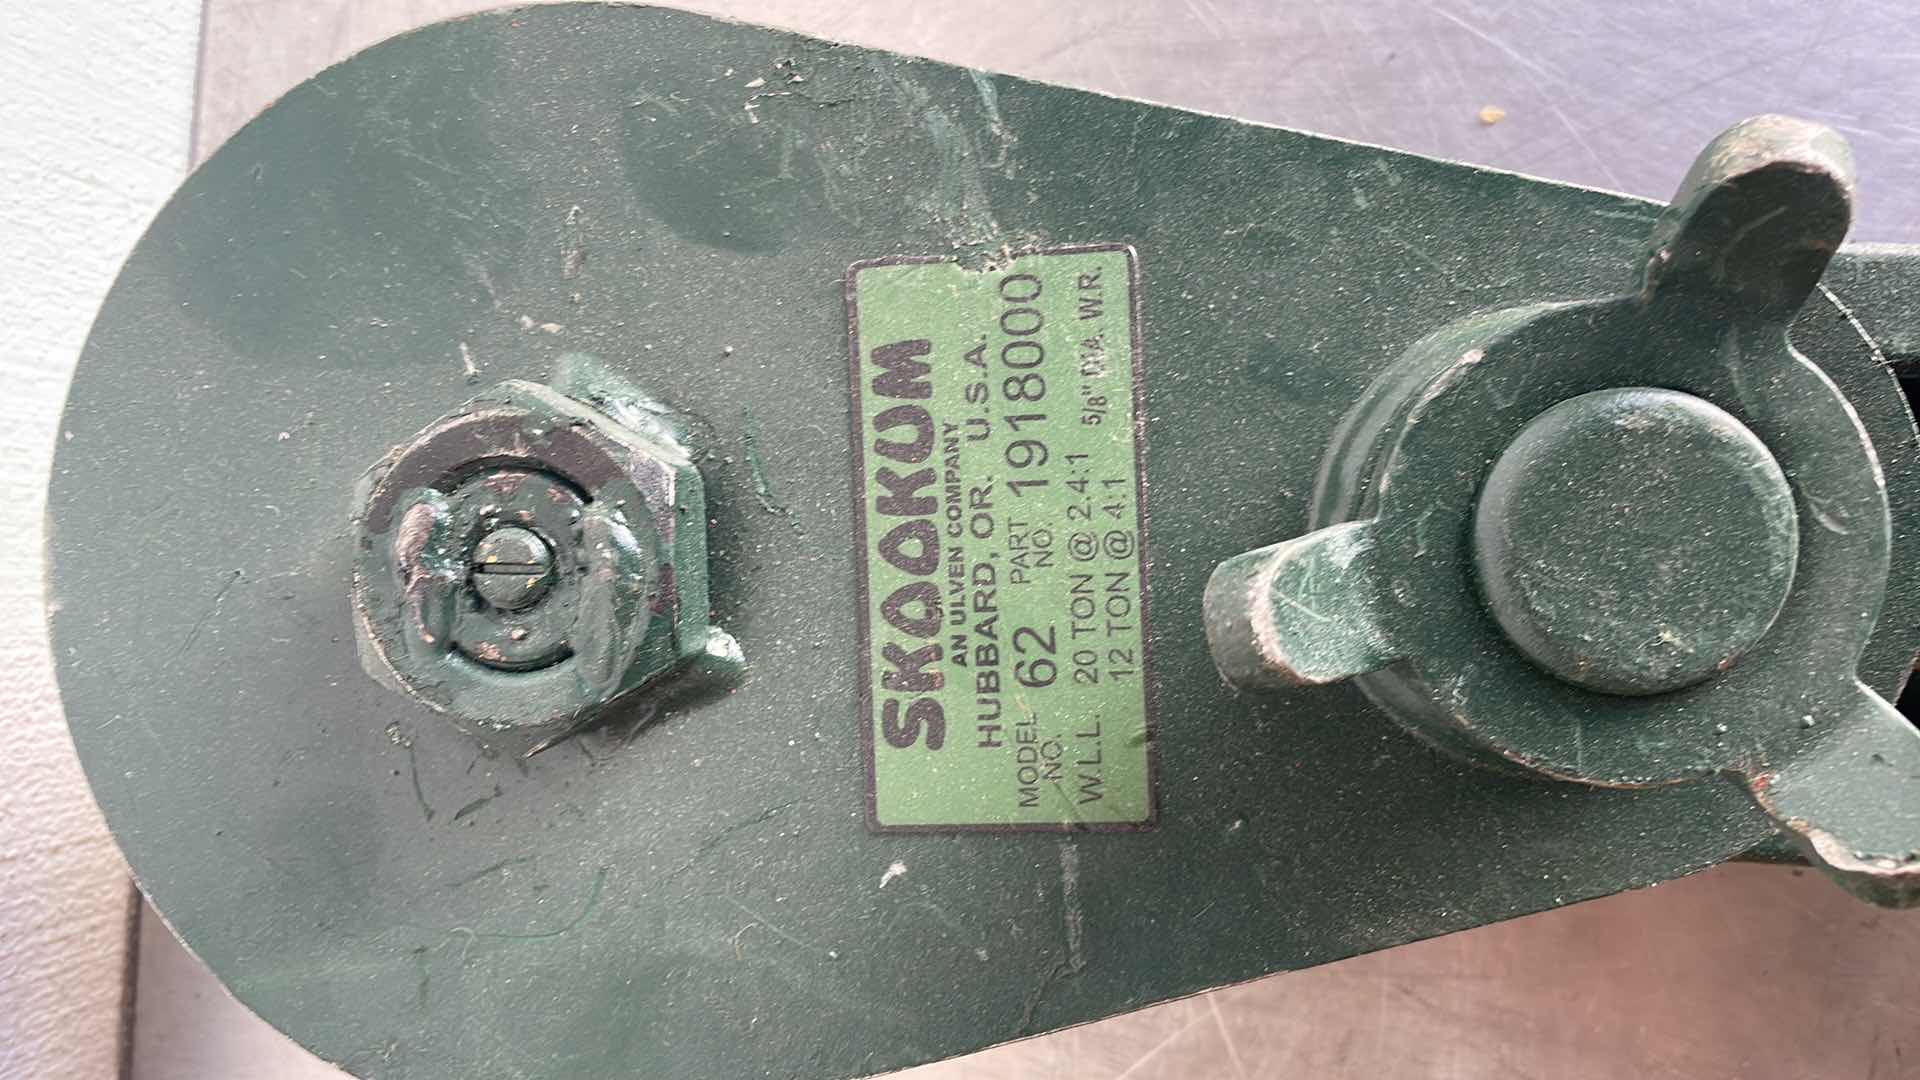 SKOOKUM
AN ULVEN COMPANY
HUBBARD, OR. U.S.A.
MODEL NO. 62 PART NO. 1918000
W.L.L. 20 TON @ 2.4:1 5/8" DIA. W.R.
12 TON @ 4:1